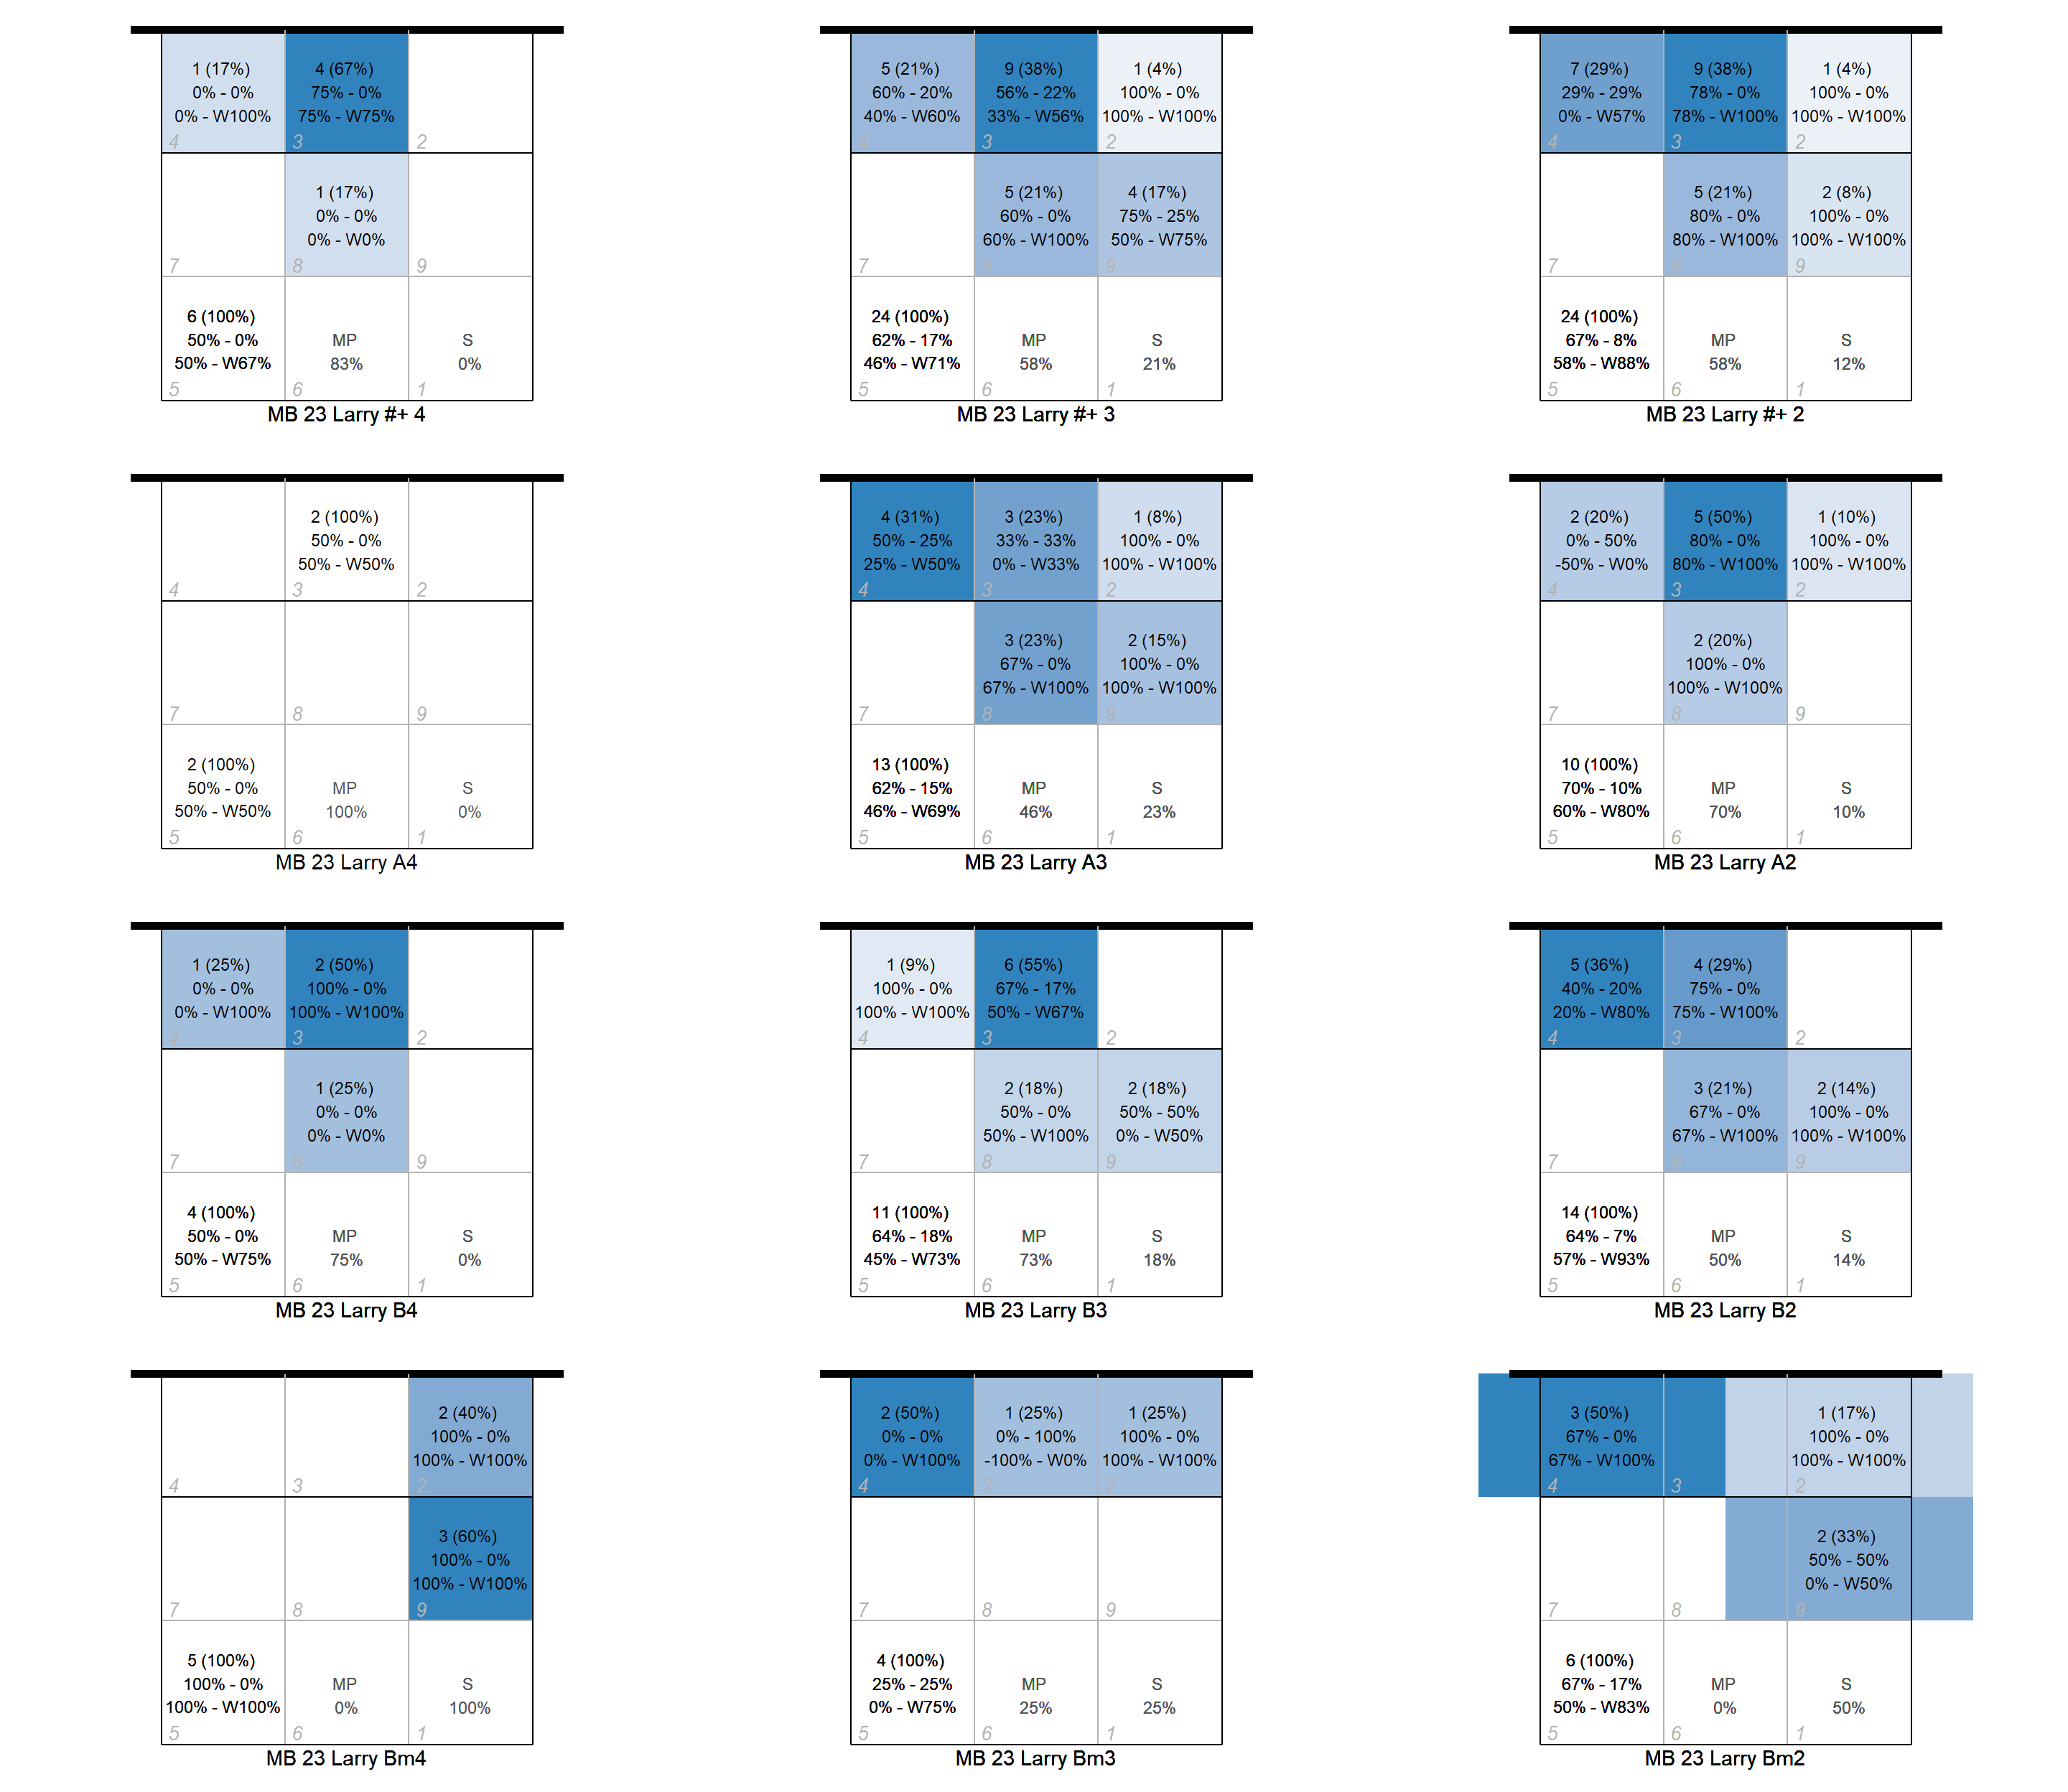 1 (17%)
0% - 0%
0% - W100%
4
4 (67%)
75% - 0%
75% - W75%
3
2
7
1 (17%)
0% - 0%
0% - W0%
8
9
6 (100%)
50% - 0%
50% - W67%
5
MP
83%
6
S
0%
1
MB 23 Larry #+ 4
5 (21%)
60% - 20%
40% - W60%
4
9 (38%)
56% - 22%
33% - W56%
3
1 (4%)
100% - 0%
100% - W100%
2
7
5 (21%)
60% - 0%
60% - W100%
8
4 (17%)
75% - 25%
50% - W75%
9
24 (100%)
62% - 17%
46% - W71%
5
MP
58%
6
S
21%
1
MB 23 Larry #+ 3
7 (29%)
29% - 29%
0% - W57%
4
9 (38%)
78% - 0%
78% - W100%
3
1 (4%)
100% - 0%
100% - W100%
2
7
5 (21%)
80% - 0%
80% - W100%
8
2 (8%)
100% - 0%
100% - W100%
9
24 (100%)
67% - 8%
58% - W88%
5
MP
58%
6
S
12%
1
MB 23 Larry #+ 2
4
2 (100%)
50% - 0%
50% - W50%
3
2
7
8
9
2 (100%)
50% - 0%
50% - W50%
5
MP
100%
6
S
0%
1
MB 23 Larry A4
4 (31%)
50% - 25%
25% - W50%
4
3 (23%)
33% - 33%
0% - W33%
3
1 (8%)
100% - 0%
100% - W100%
2
7
3 (23%)
67% - 0%
67% - W100%
8
2 (15%)
100% - 0%
100% - W100%
9
13 (100%)
62% - 15%
46% - W69%
5
MP
46%
6
S
23%
1
MB 23 Larry A3
2 (20%)
0% - 50%
-50% - W0%
4
5 (50%)
80% - 0%
80% - W100%
3
1 (10%)
100% - 0%
100% - W100%
2
7
2 (20%)
100% - 0%
100% - W100%
8
9
10 (100%)
70% - 10%
60% - W80%
5
MP
70%
6
S
10%
1
MB 23 Larry A2
1 (25%)
0% - 0%
0% - W100%
4
2 (50%)
100% - 0%
100% - W100%
3
2
7
1 (25%)
0% - 0%
0% - W0%
8
9
4 (100%)
50% - 0%
50% - W75%
5
MP
75%
6
S
0%
1
MB 23 Larry B4
1 (9%)
100% - 0%
100% - W100%
4
6 (55%)
67% - 17%
50% - W67%
3
2
7
2 (18%)
50% - 0%
50% - W100%
8
2 (18%)
50% - 50%
0% - W50%
9
11 (100%)
64% - 18%
45% - W73%
5
MP
73%
6
S
18%
1
MB 23 Larry B3
5 (36%)
40% - 20%
20% - W80%
4
4 (29%)
75% - 0%
75% - W100%
3
2
7
3 (21%)
67% - 0%
67% - W100%
8
2 (14%)
100% - 0%
100% - W100%
9
14 (100%)
64% - 7%
57% - W93%
5
MP
50%
6
S
14%
1
MB 23 Larry B2
4
3
2 (40%)
100% - 0%
100% - W100%
2
7
8
3 (60%)
100% - 0%
100% - W100%
9
5 (100%)
100% - 0%
100% - W100%
5
MP
0%
6
S
100%
1
MB 23 Larry Bm4
2 (50%)
0% - 0%
0% - W100%
4
1 (25%)
0% - 100%
-100% - W0%
3
1 (25%)
100% - 0%
100% - W100%
2
7
8
9
4 (100%)
25% - 25%
0% - W75%
5
MP
25%
6
S
25%
1
MB 23 Larry Bm3
3 (50%)
67% - 0%
67% - W100%
4
3
1 (17%)
100% - 0%
100% - W100%
2
7
8
2 (33%)
50% - 50%
0% - W50%
9
6 (100%)
67% - 17%
50% - W83%
5
MP
0%
6
S
50%
1
MB 23 Larry Bm2